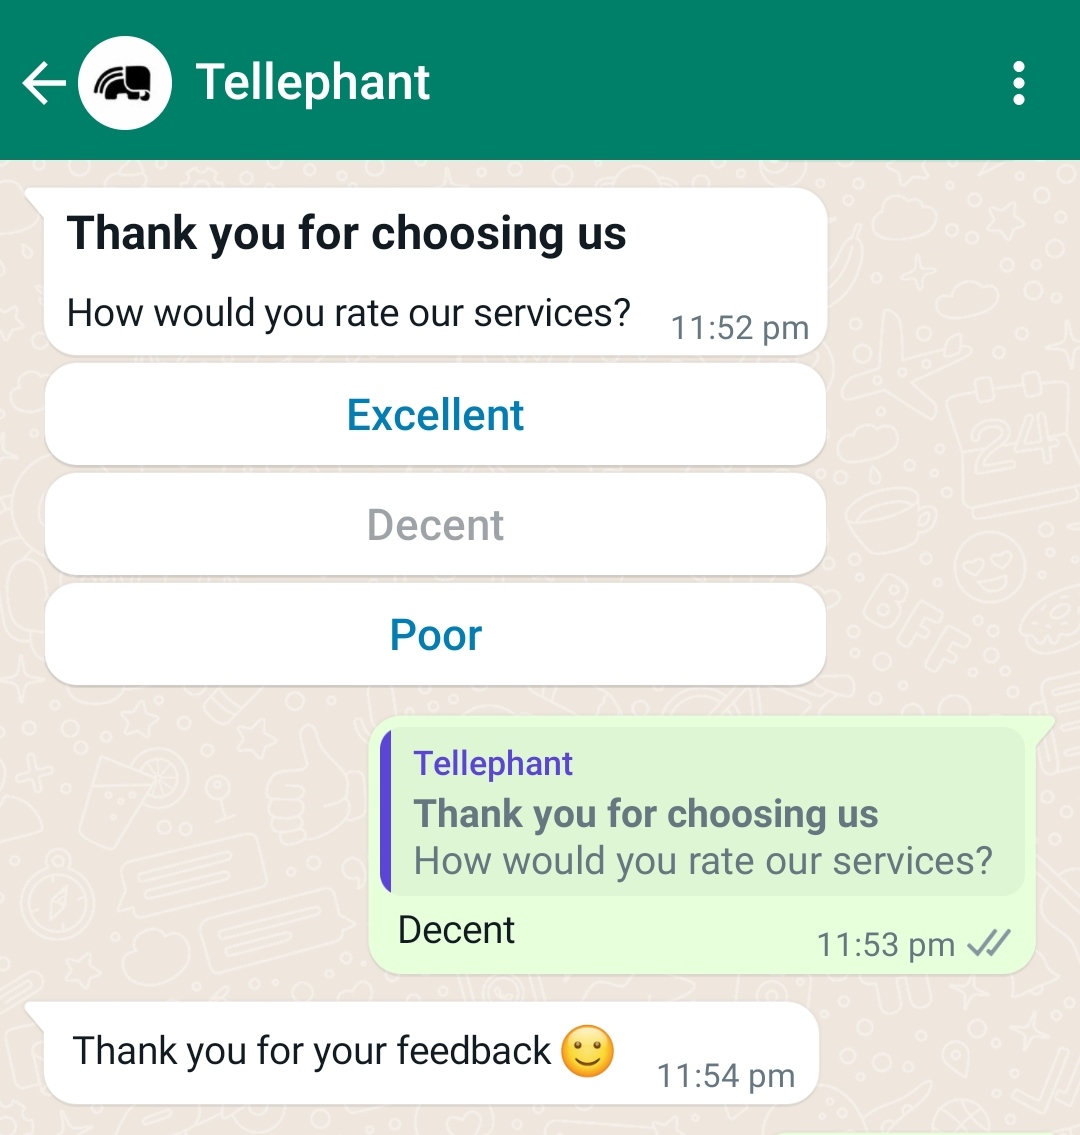 Tellephant
Thank you for choosing us
How would you rate our services?
11:52 pm
Excellent
Decent
Poor
Tellephant
Thank you for choosing us
How would you rate our services?
Decent
11:53 pm
Thank you for your feedback 🙂
11:54 pm
24
BFF